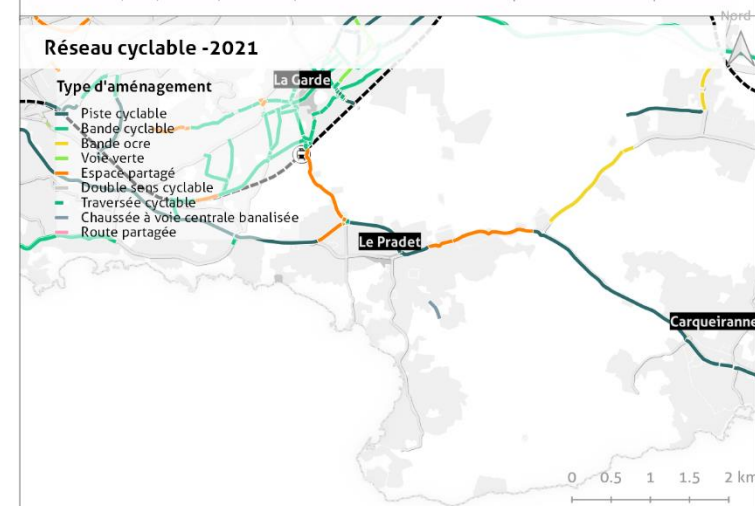 Nord
Réseau cyclable -2021
Type d'aménagement
Piste cyclable
Bande cyclable
Bande ocre
Voie verte
Espace partagé
Double sens cyclable
Traversée cyclable
Chaussée à voie centrale banalisée
Route partagée
La Garde
Le Pradet
Carqueiranne
0 0.5 1 1.5 2 km